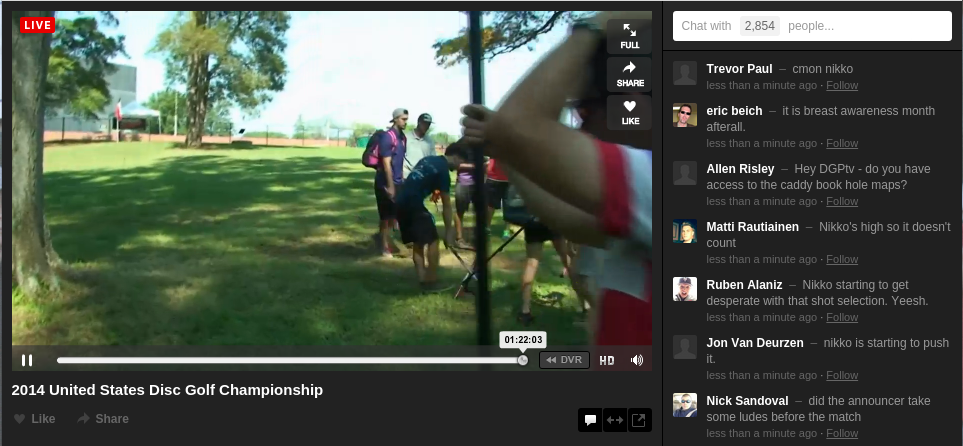 LIVE
FULL
SHARE
LIKE
01:22:03
DVR
HD
2014 United States Disc Golf Championship
Like
Share
Chat with 2,854 people...
Trevor Paul – cmon nikko
less than a minute ago · Follow
eric beich – it is breast awareness month
afterall.
less than a minute ago · Follow
Allen Risley – Hey DGPtv - do you have
access to the caddy book hole maps?
less than a minute ago · Follow
Matti Rautiainen – Nikko's high so it doesn't
count
less than a minute ago · Follow
Ruben Alaniz – Nikko starting to get
desperate with that shot selection. Yeesh.
less than a minute ago · Follow
Jon Van Deurzen – nikko is starting to push
it.
less than a minute ago · Follow
Nick Sandoval – did the announcer take
some ludes before the match
less than a minute ago · Follow